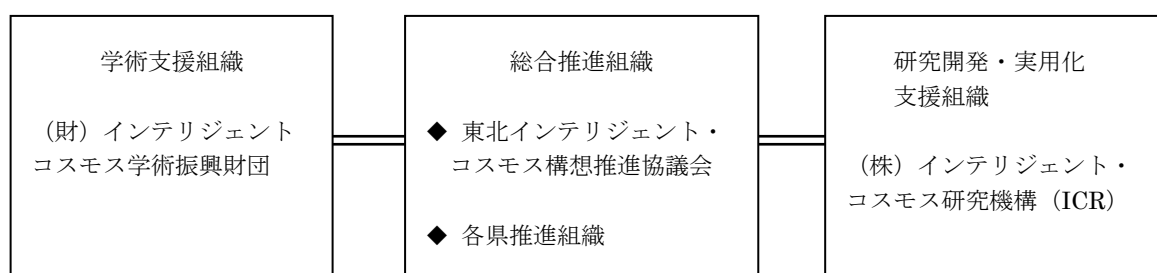 学術支援組織
(財)インテリジェント
コスモス学術振興財団
総合推進組織
◆ 東北インテリジェント・
コスモス構想推進協議会
◆ 各県推進組織
研究開発・実用化
支援組織
(株)インテリジェント・
コスモス研究機構(ICR)